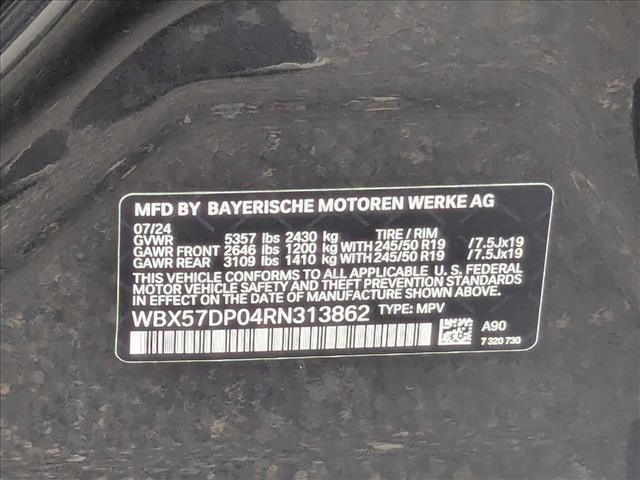 MFD BY BAYERISCHE MOTOREN WERKE AG
07/24 TIRE / RIM
GVWR 5357 lbs 2430 kg
GAWR FRONT 2646 lbs 1200 kg WITH 245/50 R19 /7.5Jx19
GAWR REAR 3109 lbs 1410 kg WITH 245/50 R19 /7.5Jx19
THIS VEHICLE CONFORMS TO ALL APPLICABLE U. S. FEDERAL
MOTOR VEHICLE SAFETY AND THEFT PREVENTION STANDARDS
IN EFFECT ON THE DATE OF MANUFACTURE SHOWN ABOVE.
WBX57DP04RN313862 TYPE: MPV
A90
7 320 730